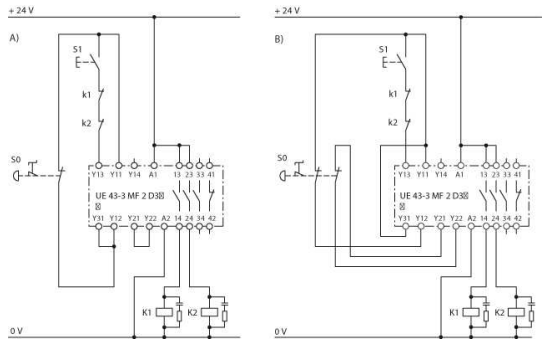 + 24 V
+ 24 V
A)
B)
S1
S1
k1
k1
k2
k2
S0
S0
Y13 Y11 Y14 A1 13 23 33 41
Y13 Y11 Y14 A1 13 23 33 41
UE 43-3 MF 2 D3
UE 43-3 MF 2 D3
Y31 Y12 Y21 Y22 A2 14 24 34 42
Y31 Y12 Y21 Y22 A2 14 24 34 42
K1 K2
K1 K2
0 V
0 V